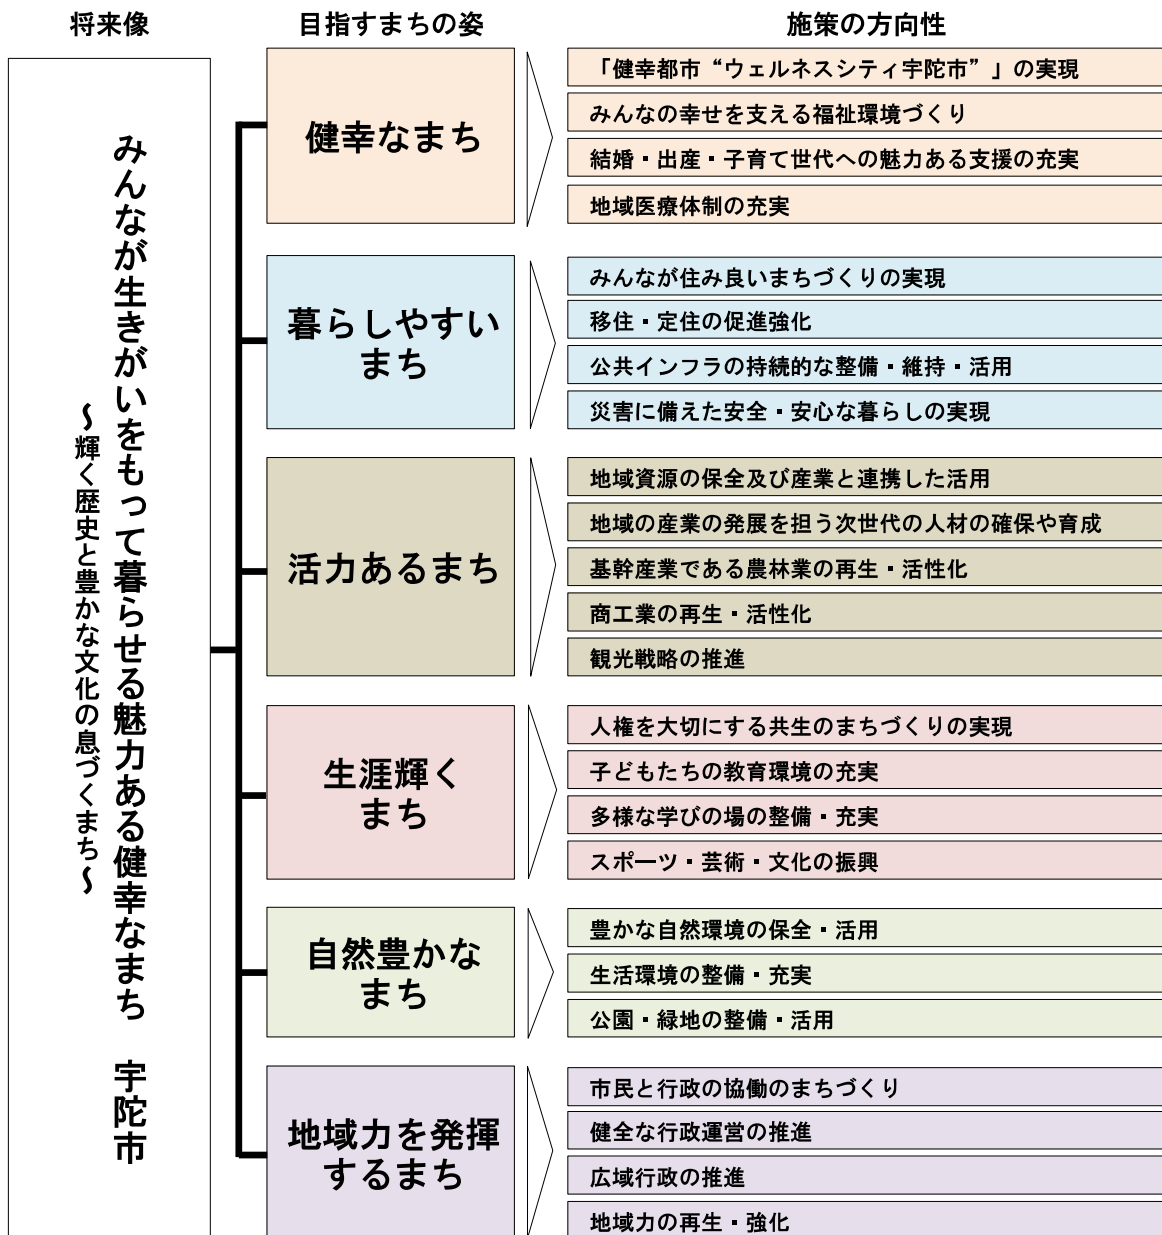 将来像
目指すまちの姿
施策の方向性
みんなが生きがいをもって暮らせる魅力ある健幸なまち　宇陀市
～輝く歴史と豊かな文化の息づくまち～
健幸なまち
「健幸都市“ウェルネスシティ宇陀市”」の実現
みんなの幸せを支える福祉環境づくり
結婚・出産・子育て世代への魅力ある支援の充実
地域医療体制の充実
暮らしやすい
まち
みんなが住み良いまちづくりの実現
移住・定住の促進強化
公共インフラの持続的な整備・維持・活用
災害に備えた安全・安心な暮らしの実現
活力あるまち
地域資源の保全及び産業と連携した活用
地域の産業の発展を担う次世代の人材の確保や育成
基幹産業である農林業の再生・活性化
商工業の再生・活性化
観光戦略の推進
生涯輝く
まち
人権を大切にする共生のまちづくりの実現
子どもたちの教育環境の充実
多様な学びの場の整備・充実
スポーツ・芸術・文化の振興
自然豊かな
まち
豊かな自然環境の保全・活用
生活環境の整備・充実
公園・緑地の整備・活用
地域力を発揮
するまち
市民と行政の協働のまちづくり
健全な行政運営の推進
広域行政の推進
地域力の再生・強化